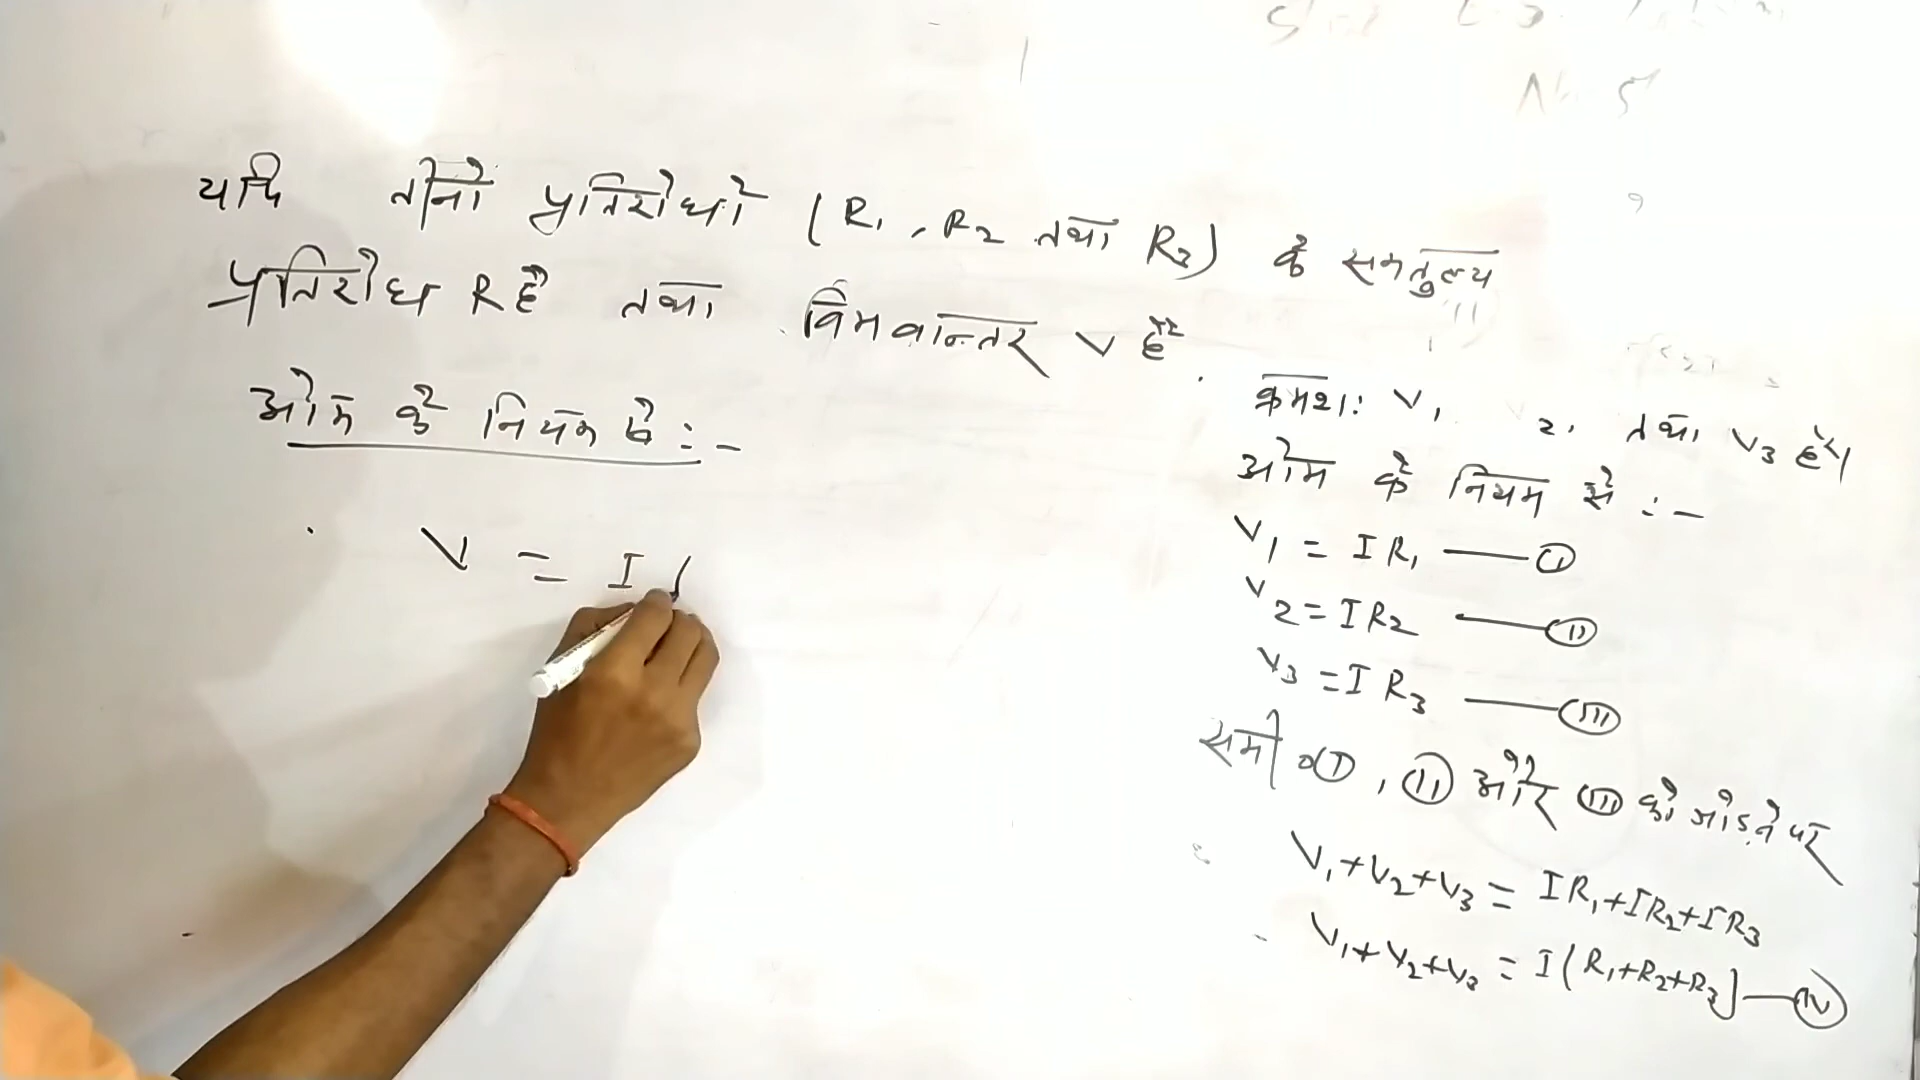 यदि तीनों प्रतिरोधों (R1, R2 तथा R3) के समतुल्य
प्रतिरोध R है तथा विभवान्तर V है
ओम के नियम से :-
V = I
क्रमशः V1 2, तथा V3 है।
ओम के नियम से :-
V1 = IR1 — (I)
V2 = IR2 — (II)
V3 = IR3 — (III)
समी० (I), (II) और (III) को जोड़ने पर
V1+V2+V3 = IR1+IR2+IR3
V1+V2+V3 = I(R1+R2+R3) — (IV)